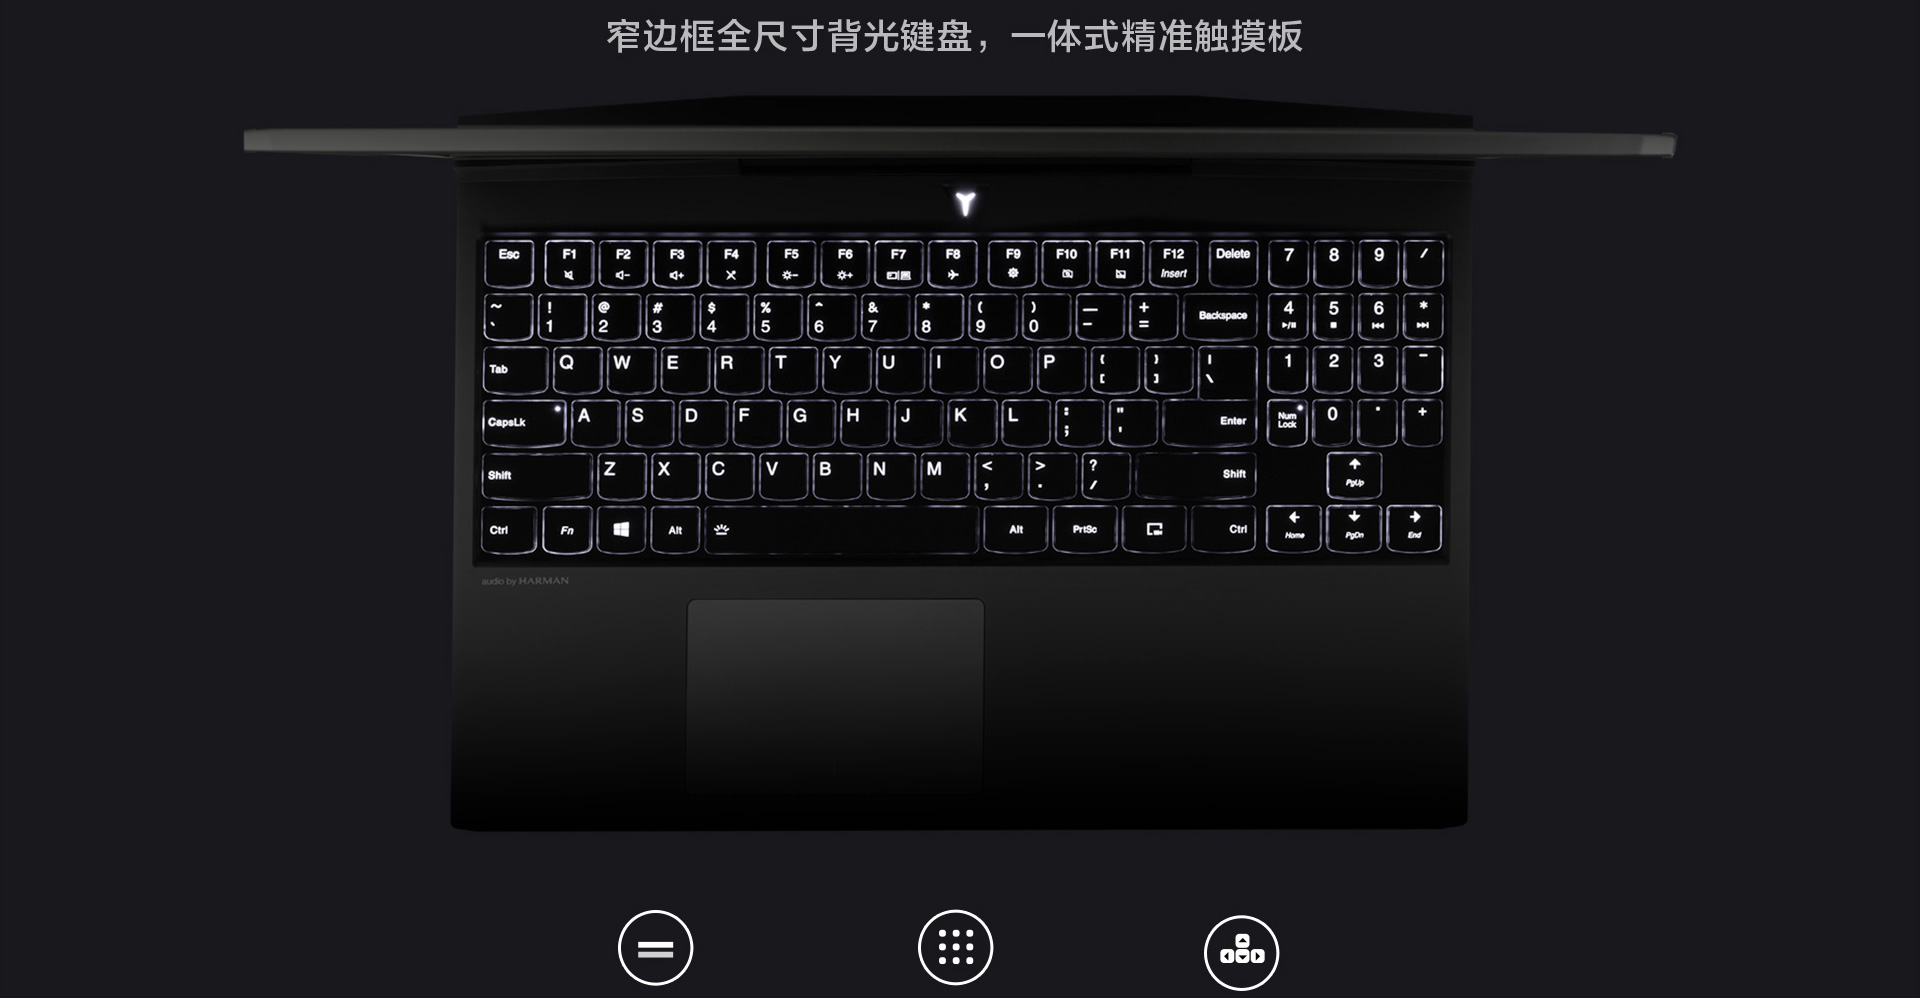 窄边框全尺寸背光键盘，一体式精准触摸板
Esc F1 F2 F3 F4 F5 F6 F7 F8 F9 F10 F11 F12 Delete 7 8 9 /
Insert
~ ! @ # $ % ^ & * ( ) — + Backspace 4 5 6 *
` 1 2 3 4 5 6 7 8 9 0 - =
Tab Q W E R T Y U I O P { } | 1 2 3 -
[ ] \
CapsLk A S D F G H J K L : " Enter Num Lock 0 . +
; '
Shift Z X C V B N M < > ? Shift PgUp
, . /
Ctrl Fn Alt Alt PrtSc Ctrl Home PgDn End
audio by HARMAN